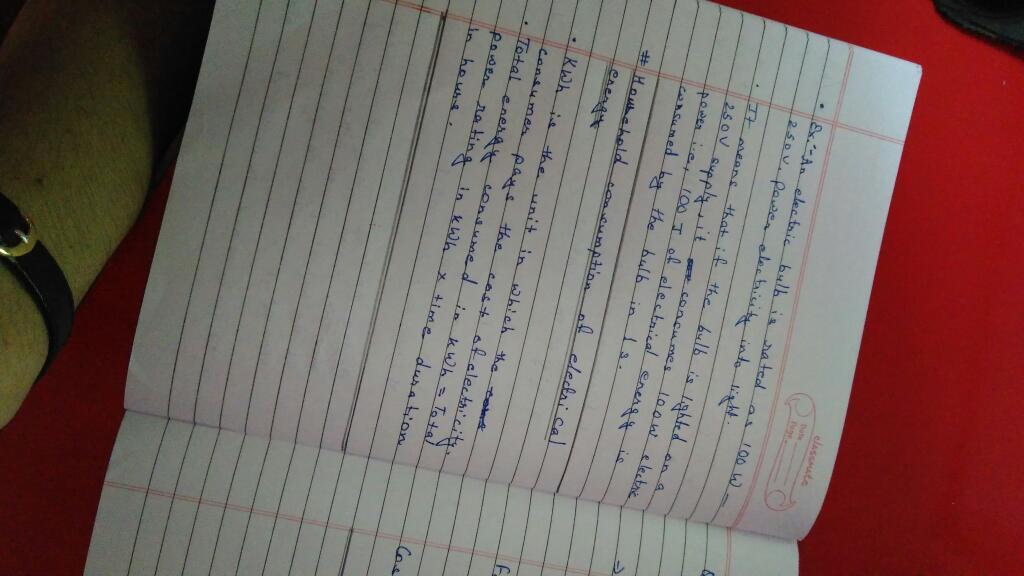 classmate
Date
Page
• Ex:- An electric bulb is rated as 100W -
250V. Power electricity into light.
• It means that if the bulb is lighted on a
250V supply, it consumes 100W electric
power i.e., 100 J of electrical energy is
consumed by the bulb in 1s.
# Household consumption of electrical
energy
• KWh is the unit in which the
consumer pays the cost of electricity.
• Total energy consumed in kWh = Total
power rating in kWh x time duration
in hours.